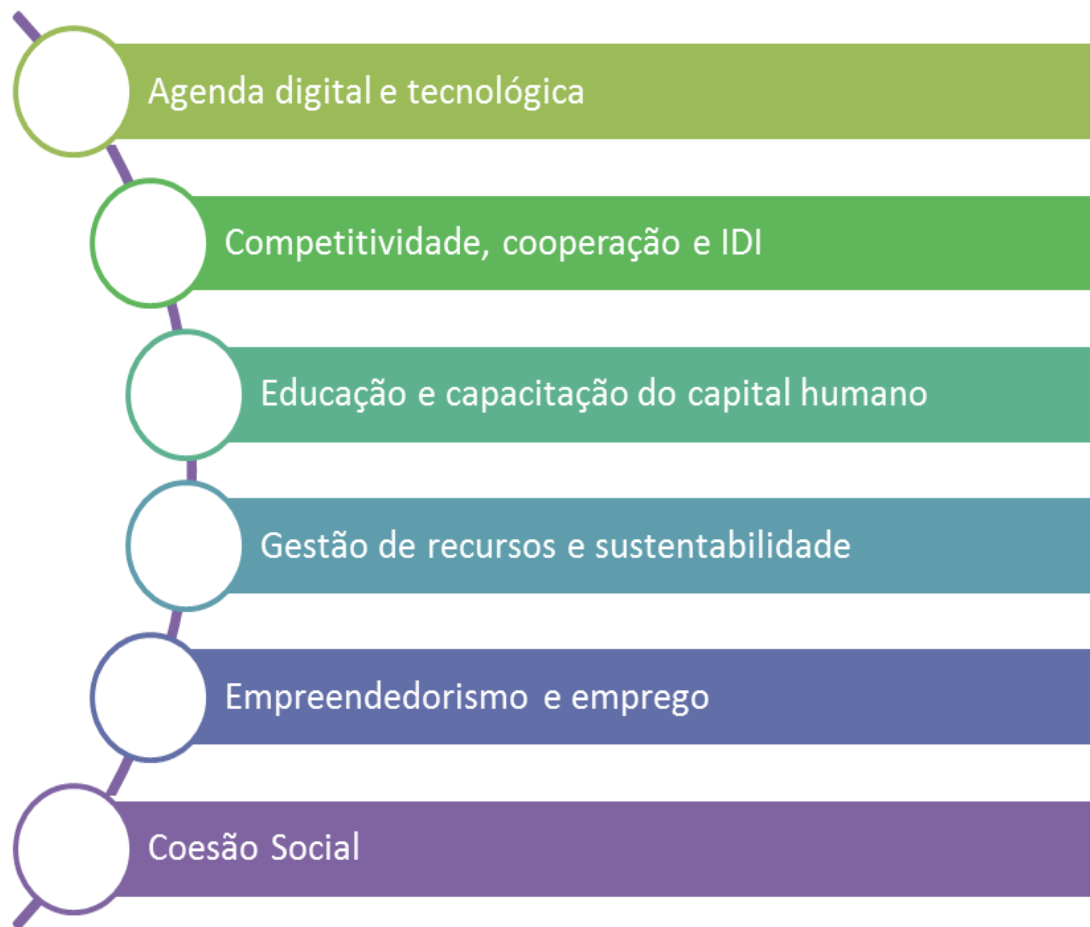 Agenda digital e tecnológica
Competitividade, cooperação e IDI
Educação e capacitação do capital humano
Gestão de recursos e sustentabilidade
Empreendedorismo e emprego
Coesão Social